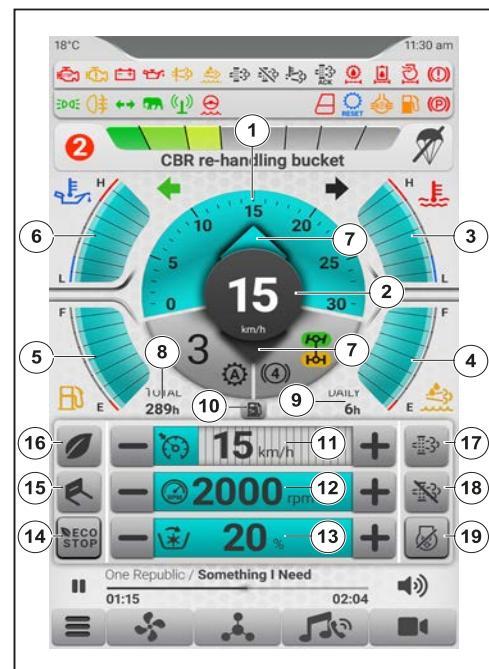 18°C 11:30 am
ACK
RESET
2
CBR re-handling bucket
1
H H
6 7 3
L L
0 5 10 15 20 25 30
15
km/h
2
F F
5 7 4
3 A 4
8 9
E E
TOTAL DAILY
289h 6h
10
16 15 km/h 11 17
15 RPM 2000 rpm 12 18
14 ECO STOP 20 % 13 19
One Republic / Something I Need
01:15 02:04